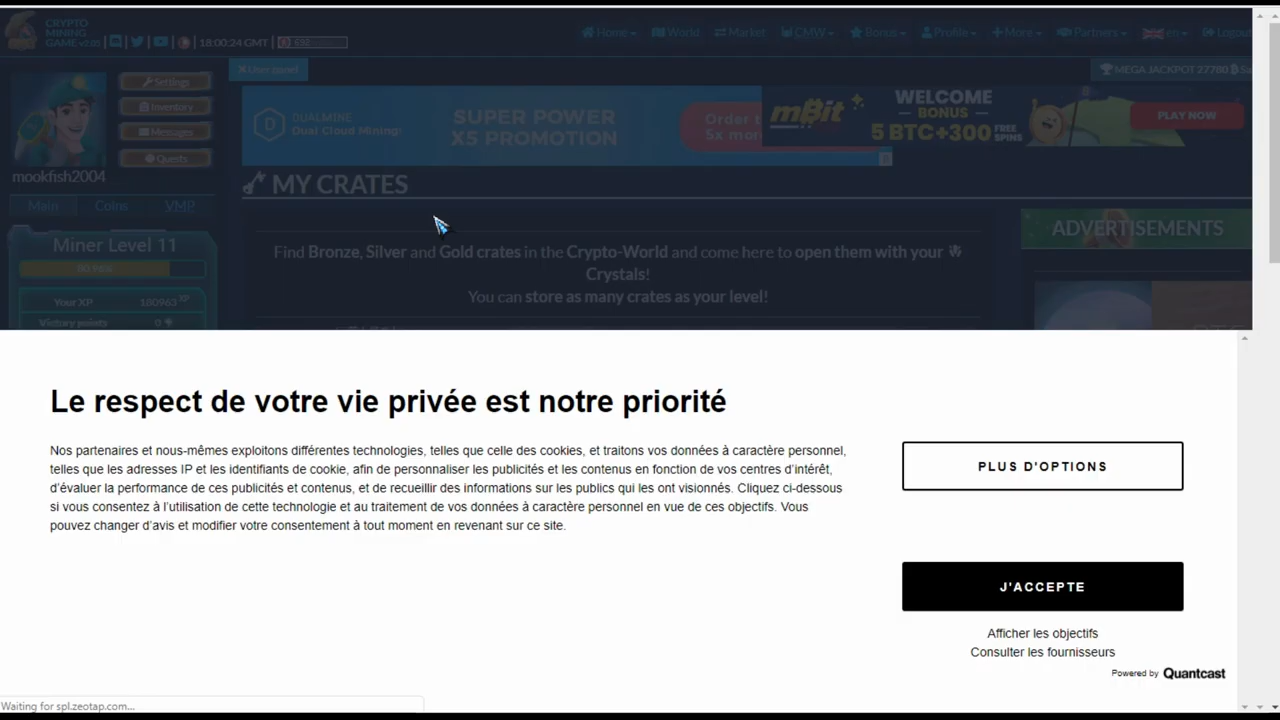 CRYPTO
MINING
GAME v2.03
18:00:24 GMT
Home
World
Market
CMW
Bonus
Profile
More
Partners
en
Logout
Settings
Inventory
Messages
Quests
mookfish2004
Main
Coins
VMP
Miner Level 11
Your XP
180963 XP
Victory points
0
User panel
MEGA JACKPOT 27780
DUALMINE
Dual Cloud Mining!
SUPER POWER
X5 PROMOTION
Order
5x
mBit
WELCOME
BONUS
5 BTC+300 FREE SPINS
PLAY NOW
MY CRATES
Find Bronze, Silver and Gold crates in the Crypto-World and come here to open them with your
Crystals!
You can store as many crates as your level!
ADVERTISEMENTS
Le respect de votre vie privée est notre priorité
Nos partenaires et nous-mêmes exploitons différentes technologies, telles que celle des cookies, et traitons vos données à caractère personnel,
telles que les adresses IP et les identifiants de cookie, afin de personnaliser les publicités et les contenus en fonction de vos centres d'intérêt,
d'évaluer la performance de ces publicités et contenus, et de recueillir des informations sur les publics qui les ont visionnés. Cliquez ci-dessous
si vous consentez à l'utilisation de cette technologie et au traitement de vos données à caractère personnel en vue de ces objectifs. Vous
pouvez changer d'avis et modifier votre consentement à tout moment en revenant sur ce site.
PLUS D'OPTIONS
J'ACCEPTE
Afficher les objectifs
Consulter les fournisseurs
Powered by Quantcast
Waiting for spl.zeotap.com...